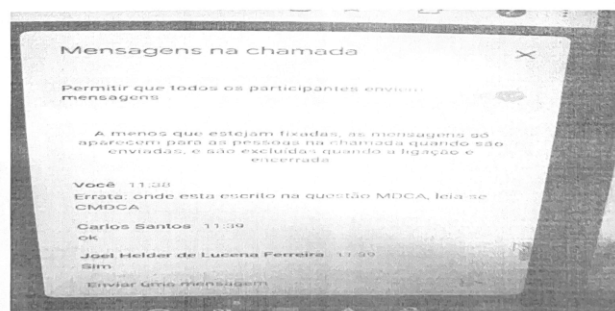 Mensagens na chamada
Permitir que todos os participantes enviem
mensagens
A menos que estejam fixadas, as mensagens só
aparecem para as pessoas na chamada quando são
enviadas, e são excluídas quando a ligação é
encerrada
Você 11:38
Errata: onde esta escrito na questão MDCA, leia se
CMDCA
Carlos Santos 11:39
ok
Joel Helder de Lucena Ferreira 11:39
Sim
Enviar uma mensagem